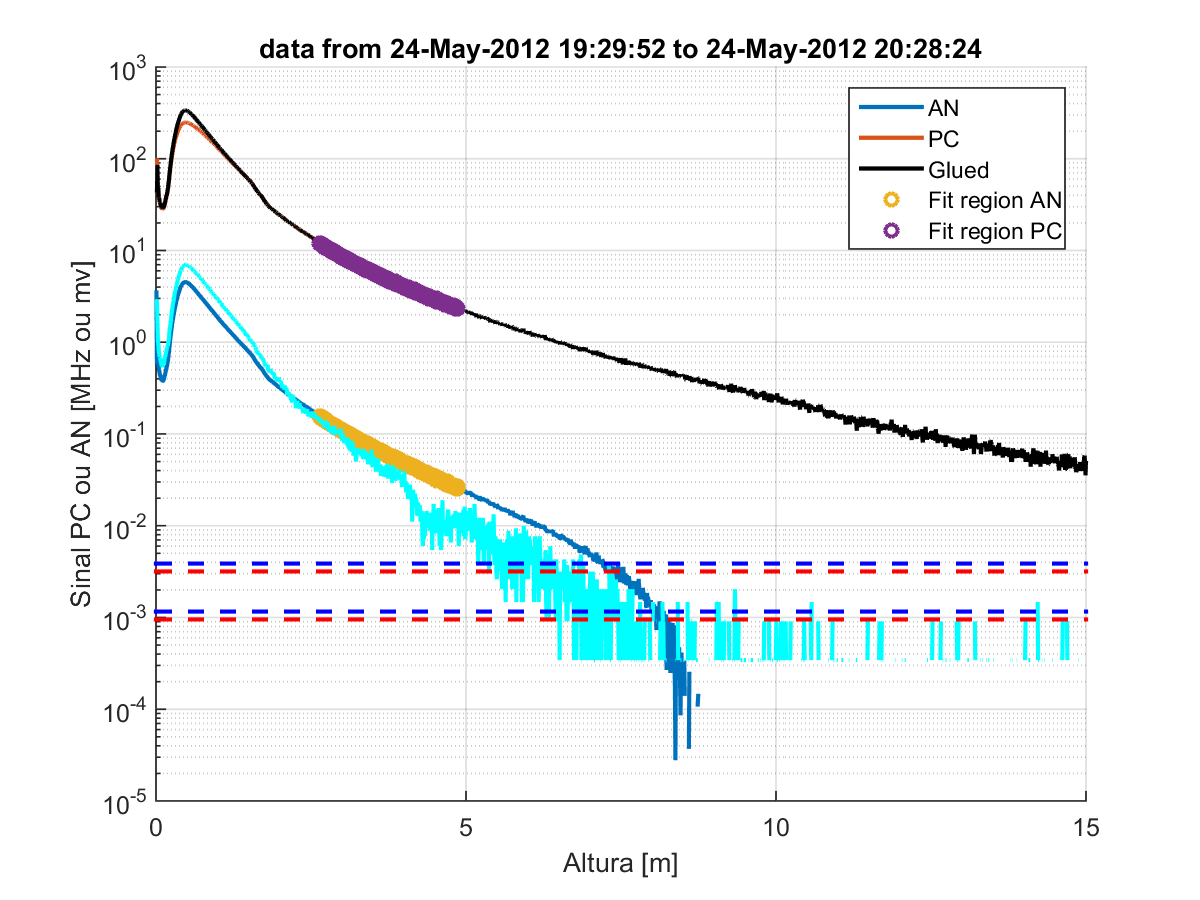 data from 24-May-2012 19:29:52 to 24-May-2012 20:28:24
10^3
10^2
10^1
10^0
10^-1
10^-2
10^-3
10^-4
10^-5
Sinal PC ou AN [MHz ou mv]
AN
PC
Glued
Fit region AN
Fit region PC
0
5
10
15
Altura [m]